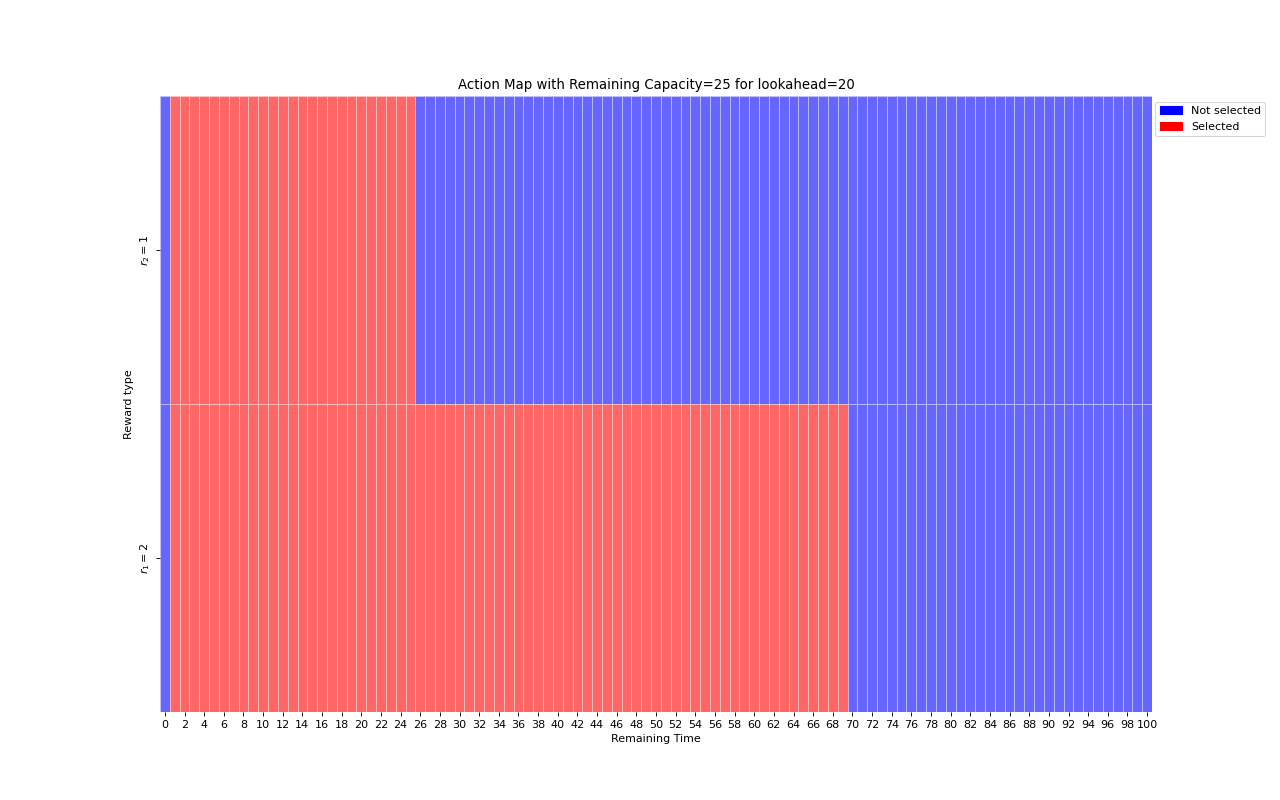 Action Map with Remaining Capacity=25 for lookahead=20
Not selected
Selected
r₂ = 1
Reward type
r₁ = 2
0 2 4 6 8 10 12 14 16 18 20 22 24 26 28 30 32 34 36 38 40 42 44 46 48 50 52 54 56 58 60 62 64 66 68 70 72 74 76 78 80 82 84 86 88 90 92 94 96 98 100
Remaining Time